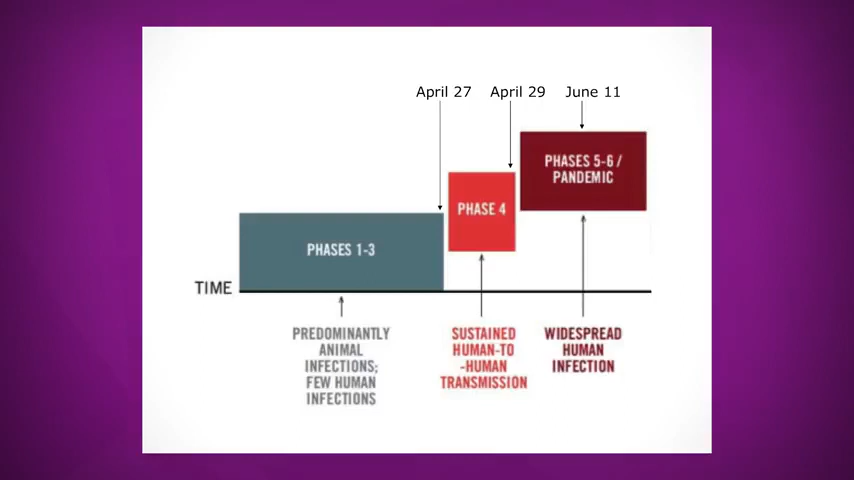 April 27 April 29 June 11
PHASES 5-6 /
PANDEMIC
PHASE 4
PHASES 1-3
TIME
PREDOMINANTLY
ANIMAL
INFECTIONS;
FEW HUMAN
INFECTIONS
SUSTAINED
HUMAN-TO
-HUMAN
TRANSMISSION
WIDESPREAD
HUMAN
INFECTION